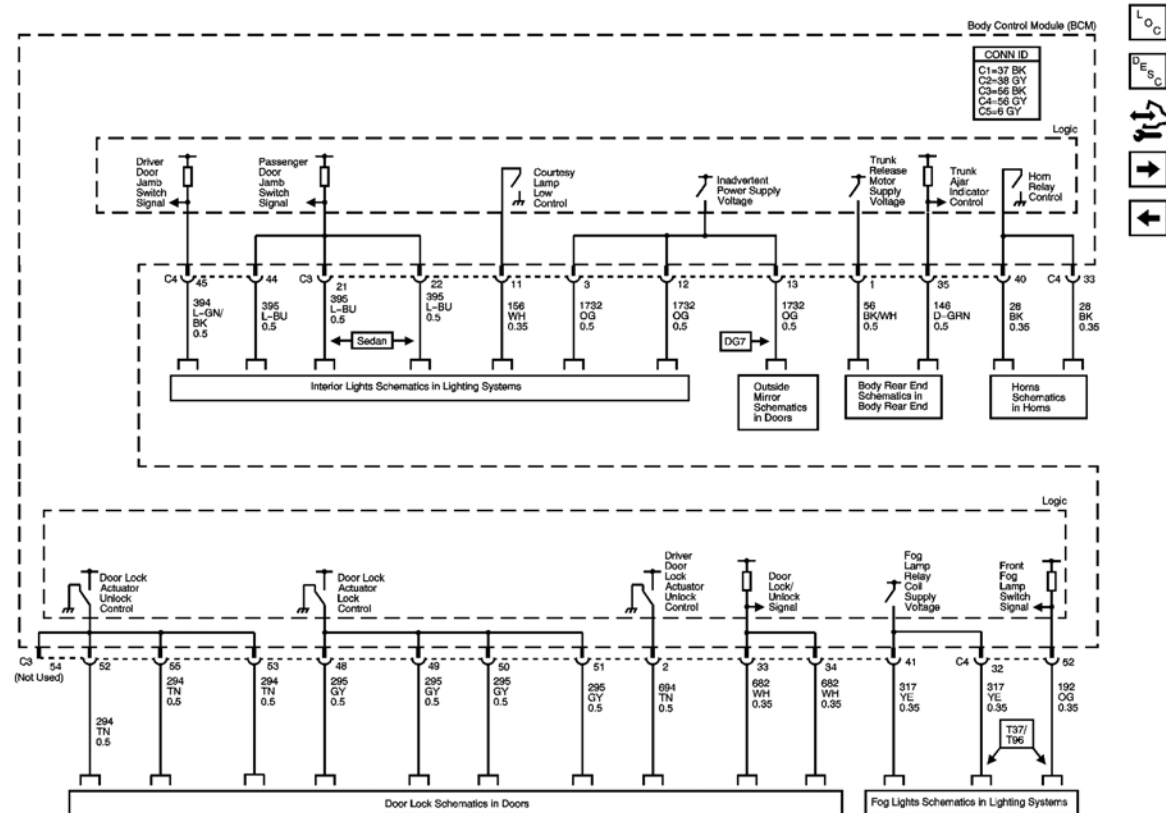 Body Control Module (BCM)
CONN ID
C1=37 BK
C2=38 GY
C3=56 BK
C4=56 GY
C5=6 GY
L O C
D E S C
Logic
Driver
Door
Jamb
Switch
Signal
Passenger
Door
Jamb
Switch
Signal
Courtesy
Lamp
Low
Control
Inadvertent
Power Supply
Voltage
Trunk
Release
Motor
Supply
Voltage
Trunk
Ajar
Indicator
Control
Horn
Relay
Control
C4 45 44 C3 21 22 11 3 12 13 1 35 40 C4 33
394
L-GN/
BK
0.5
395
L-BU
0.5
395
L-BU
0.5
395
L-BU
0.5
156
WH
0.35
1732
OG
0.5
1732
OG
0.5
1732
OG
0.5
56
BK/WH
0.5
146
D-GRN
0.5
28
BK
0.35
28
BK
0.35
Sedan
DG7
Interior Lights Schematics in Lighting Systems
Outside
Mirror
Schematics
in Doors
Body Rear End
Schematics in
Body Rear End
Horns
Schematics
in Horns
Logic
Door Lock
Actuator
Unlock
Control
Door Lock
Actuator
Lock
Control
Driver
Door
Lock
Actuator
Unlock
Control
Door
Lock/
Unlock
Signal
Fog
Lamp
Relay
Coil
Supply
Voltage
Front
Fog
Lamp
Switch
Signal
C3 54 52 55 53 48 49 50 51 2 33 34 41 C4 32 52
(Not Used)
294
TN
0.5
294
TN
0.5
294
TN
0.5
295
GY
0.5
295
GY
0.5
295
GY
0.5
295
GY
0.5
694
TN
0.5
682
WH
0.35
682
WH
0.35
317
YE
0.35
317
YE
0.35
192
OG
0.35
T37/
T96
Door Lock Schematics in Doors
Fog Lights Schematics in Lighting Systems